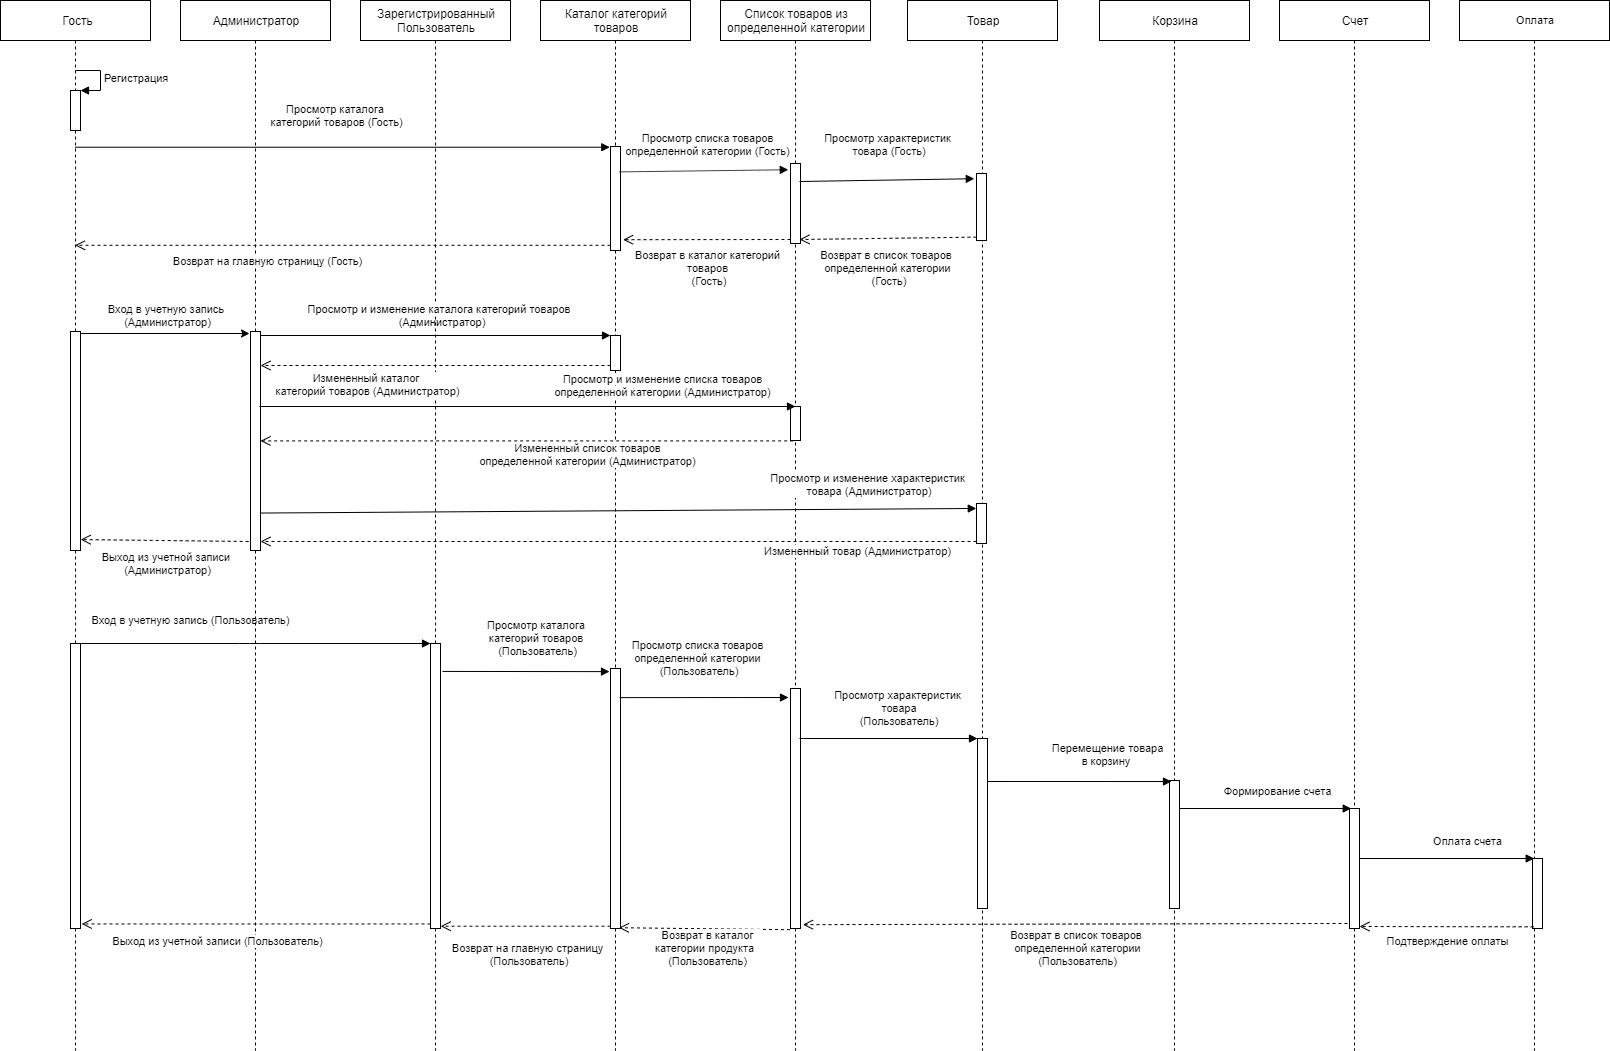 Гость
Администратор
Зарегистрированный
Пользователь
Каталог категорий
товаров
Список товаров из
определенной категории
Товар
Корзина
Счет
Оплата
Регистрация
Просмотр каталога
категорий товаров (Гость)
Просмотр списка товаров
определенной категории (Гость)
Просмотр характеристик
товара (Гость)
Возврат на главную страницу (Гость)
Возврат в каталог категорий
товаров
(Гость)
Возврат в список товаров
определенной категории
(Гость)
Вход в учетную запись
(Администратор)
Просмотр и изменение каталога категорий товаров
(Администратор)
Измененный каталог
категорий товаров (Администратор)
Просмотр и изменение списка товаров
определенной категории (Администратор)
Измененный список товаров
определенной категории (Администратор)
Просмотр и изменение характеристик
товара (Администратор)
Измененный товар (Администратор)
Выход из учетной записи
(Администратор)
Вход в учетную запись (Пользователь)
Просмотр каталога
категорий товаров
(Пользователь)
Просмотр списка товаров
определенной категории
(Пользователь)
Просмотр характеристик
товара
(Пользователь)
Перемещение товара
в корзину
Формирование счета
Оплата счета
Выход из учетной записи (Пользователь)
Возврат на главную страницу
(Пользователь)
Возврат в каталог
категории продукта
(Пользователь)
Возврат в список товаров
определенной категории
(Пользователь)
Подтверждение оплаты